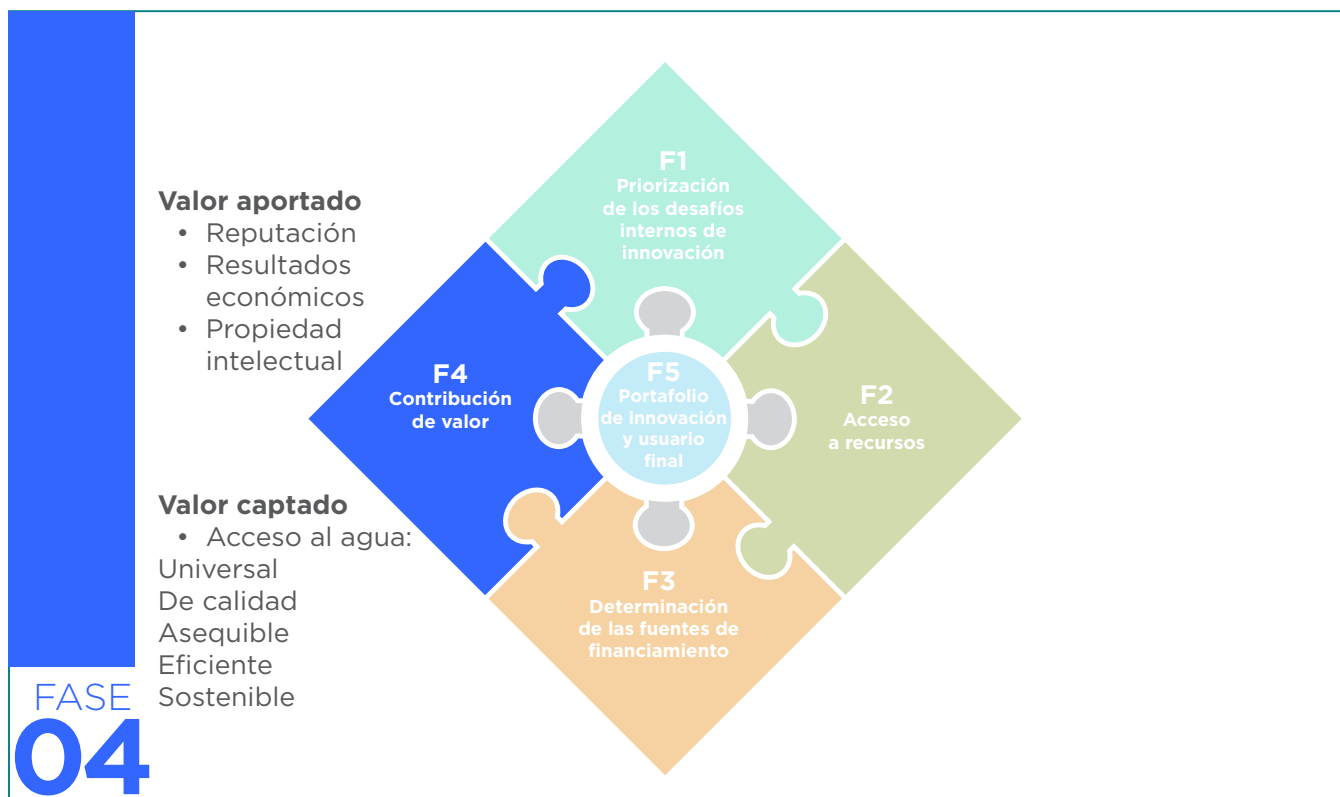 Valor aportado
• Reputación
• Resultados
económicos
• Propiedad
intelectual
Valor captado
• Acceso al agua:
Universal
De calidad
Asequible
Eficiente
Sostenible
FASE
04
F1
Priorización
de los desafíos
internos de
innovación
F4
Contribución
de valor
F5
Portafolio
de innovación
y usuario
final
F2
Acceso
a recursos
F3
Determinación
de las fuentes de
financiamiento